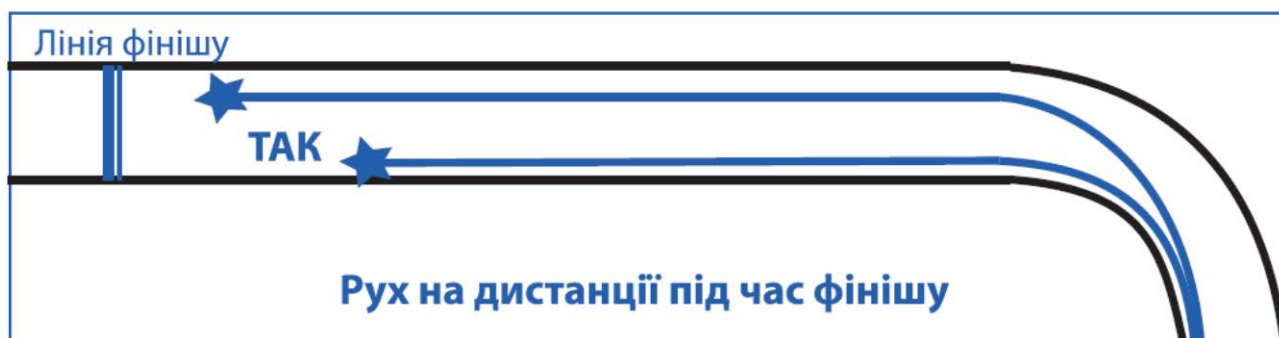 Лінія фінішу
ТАК
Рух на дистанції під час фінішу